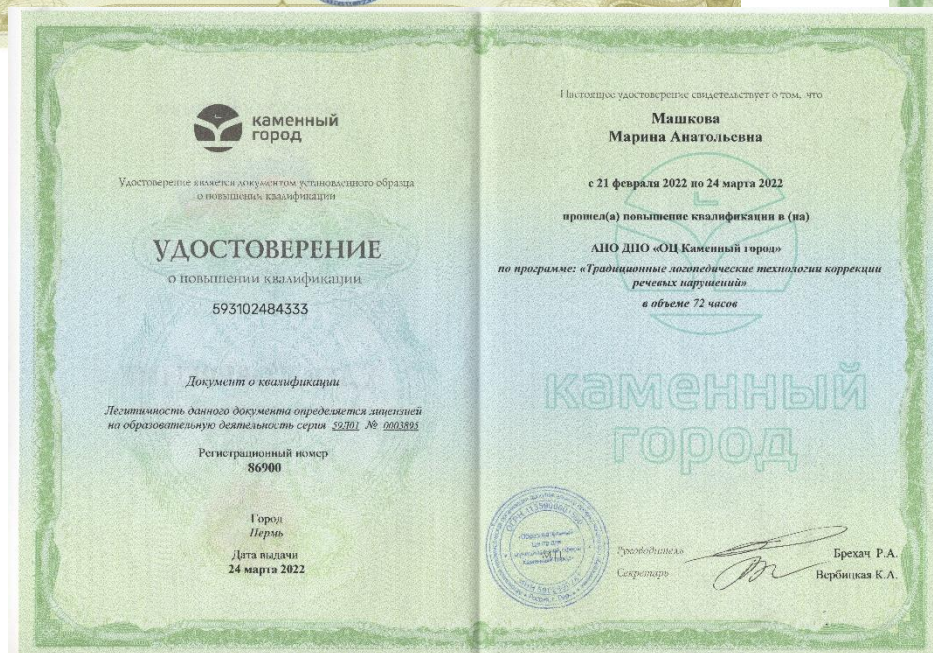 каменный
город
Удостоверение является документом установленного образца
о повышении квалификации
УДОСТОВЕРЕНИЕ
о повышении квалификации
593102484333
Документ о квалификации
Легитимность данного документа определяется лицензией
на образовательную деятельность серия 59Л01 № 0003895
Регистрационный номер
86900
Город
Пермь
Дата выдачи
24 марта 2022
Настоящее удостоверение свидетельствует о том, что
Машкова
Марина Анатольевна
с 21 февраля 2022 по 24 марта 2022
прошел(а) повышение квалификации в (на)
АНО ДПО «ОЦ Каменный город»
по программе: «Традиционные логопедические технологии коррекции
речевых нарушений»
в объеме 72 часов
каменный
город
М.П.
Руководитель
Брехач Р.А.
Секретарь
Вербицкая К.А.